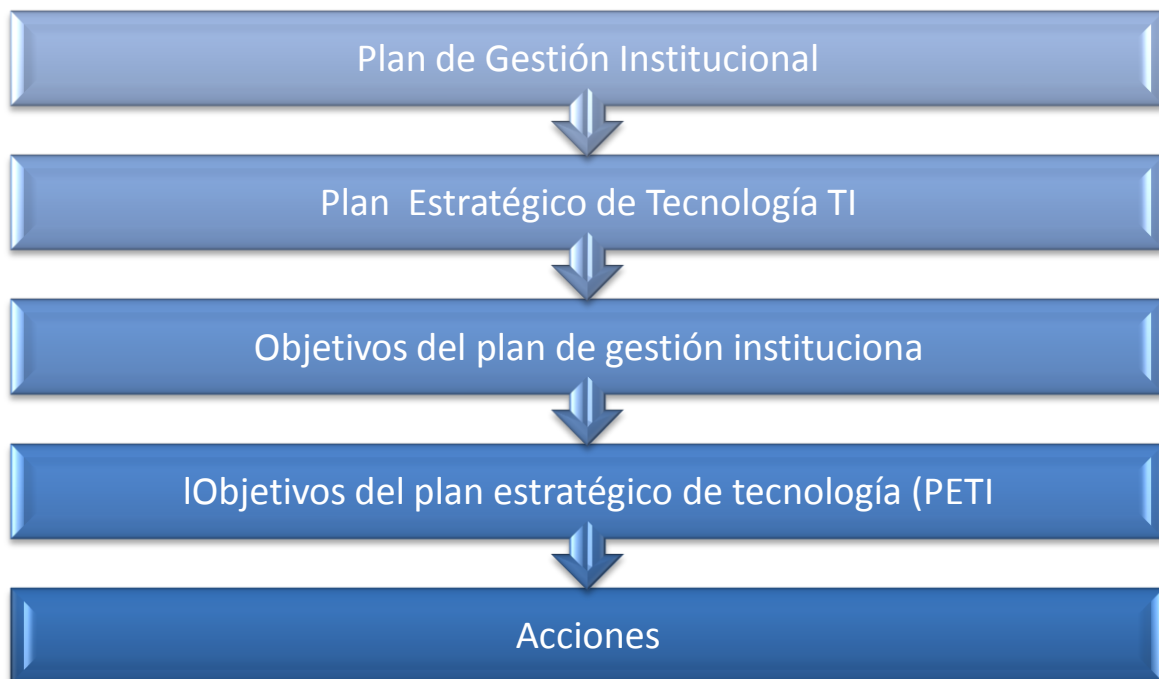 Plan de Gestión Institucional
Plan  Estratégico de Tecnología TI
Objetivos del plan de gestión instituciona
lObjetivos del plan estratégico de tecnología (PETI
Acciones